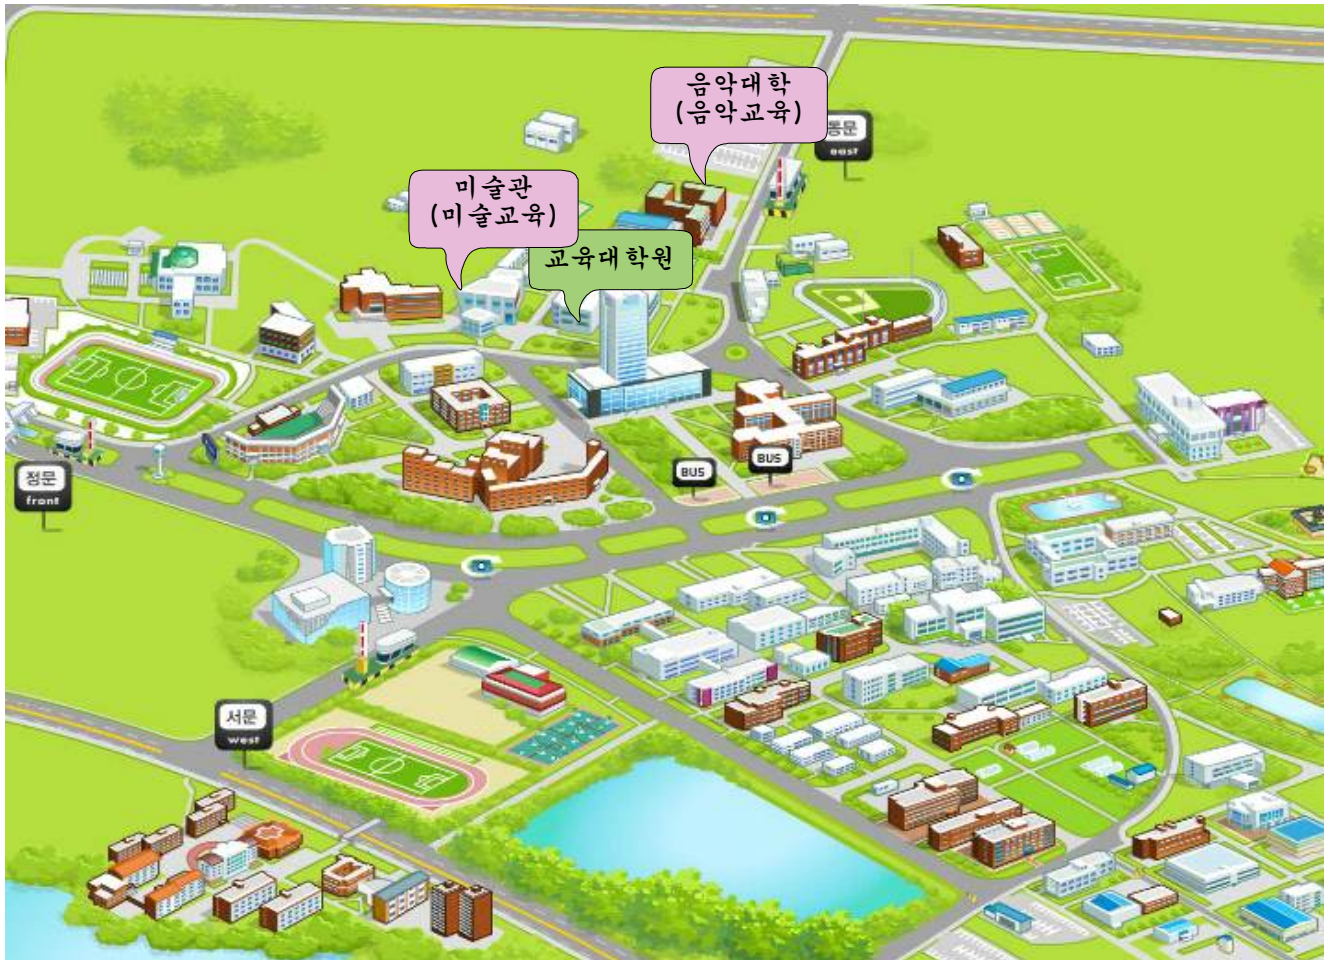 음악대학
(음악교육)
동문
east
미술관
(미술교육)
교육대학원
BUS
BUS
정문
front
서문
west